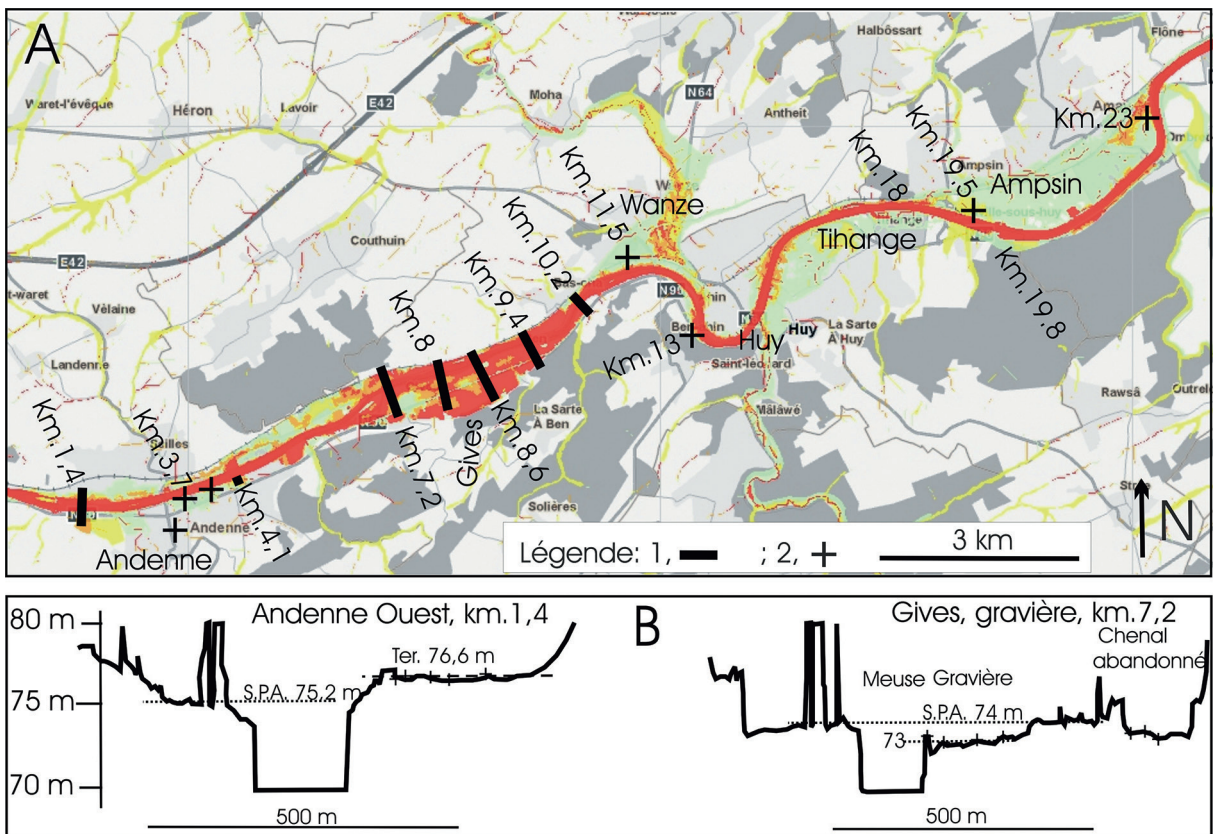 A
Halbössart
Flône
N64
E42
Moha
Waret-l'évêque
Héron
Lavoir
Antheit
Km.23
Km.19,5
Km.18
Ampsin
Ampsin
Km.11,5
Wanze
Km.10,2
Tihange
Couthuin
E42
Km.9,4
Vêlaine
Km.8
Km.19,8
Huy
Huy
La Sarte
À Huy
Km.13
Saint-léonard
Landenne
Rawsâ
La Sarte
À Ben
Mâlâwé
Km.1,4
Km.3,7
Km.7,2
Gives
Km.8,6
Km.4,1
Andenne
Solières
Andenne
N
Légende: 1, ; 2,
3 km
B
80 m
75 m
70 m
Andenne Ouest, km.1,4
Ter. 76,6 m
S.P.A. 75,2 m
500 m
Gives, gravière, km.7,2
Chenal
abandonné
Meuse Gravière
S.P.A. 74 m
73
500 m